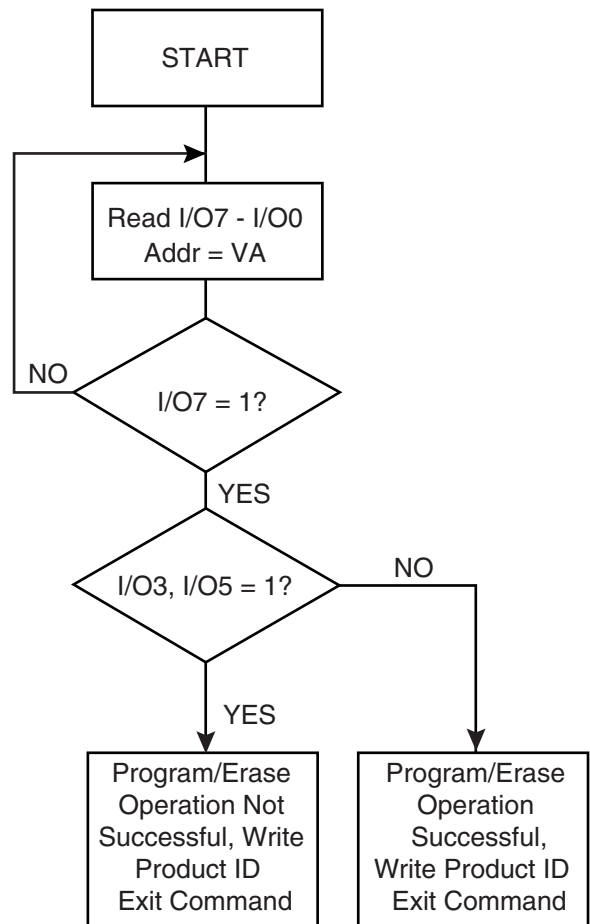 START
Read I/O7 - I/O0
Addr = VA
NO
I/O7 = 1?
YES
I/O3, I/O5 = 1?
NO
YES
Program/Erase
Operation Not
Successful, Write
Product ID
Exit Command
Program/Erase
Operation
Successful,
Write Product ID
Exit Command